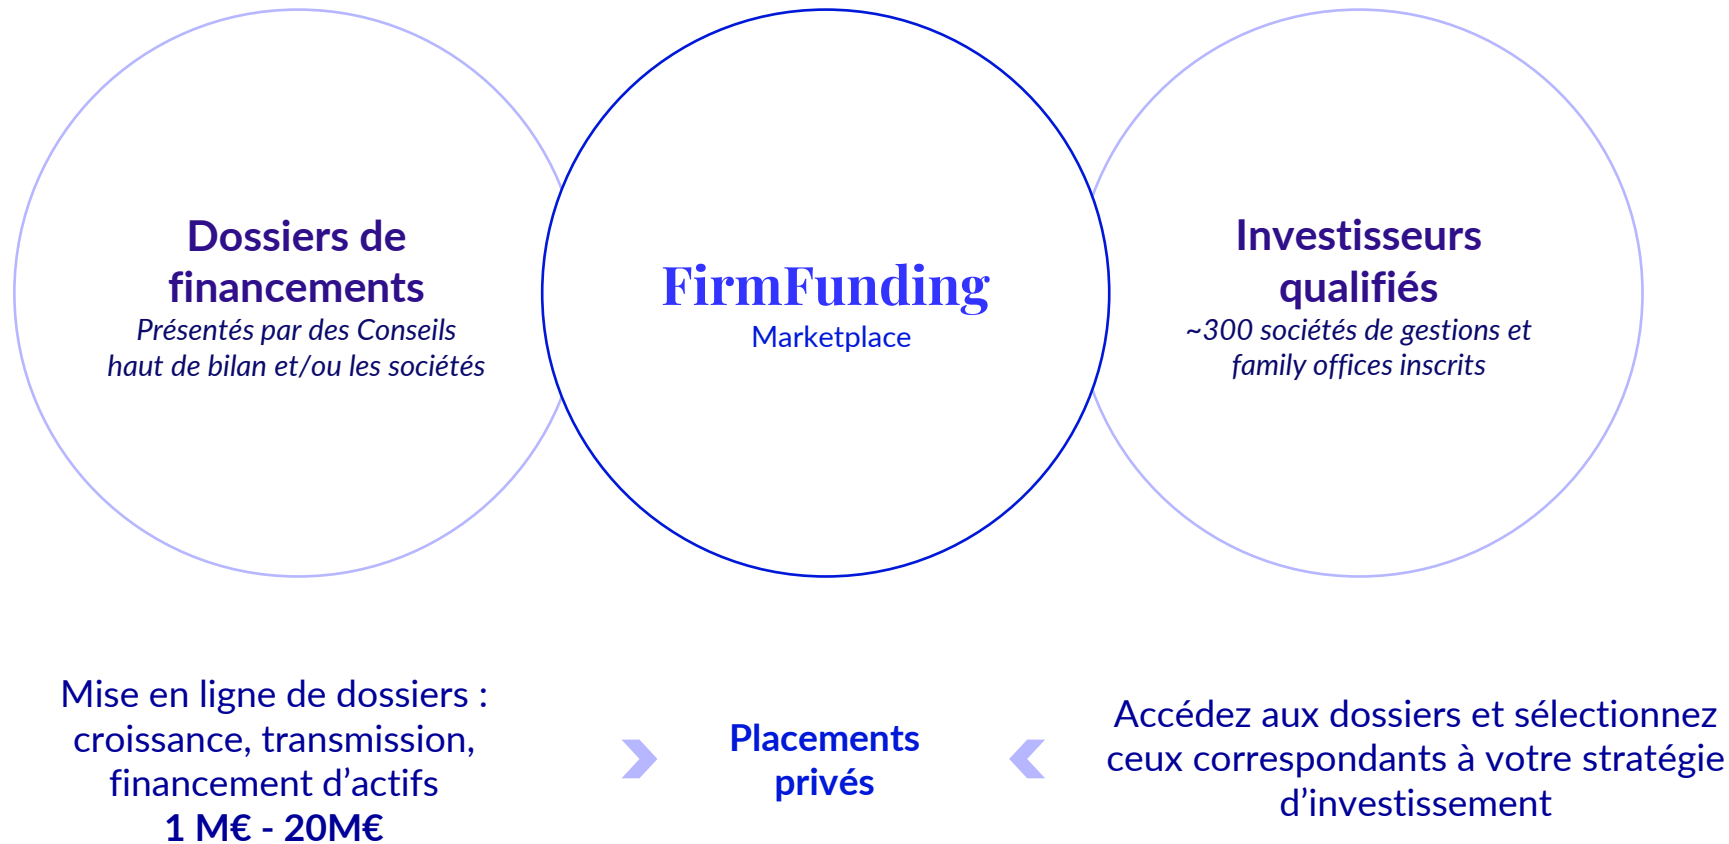 Dossiers de
financements
Présentés par des Conseils
haut de bilan et/ou les sociétés
FirmFunding
Marketplace
Investisseurs
qualifiés
~300 sociétés de gestions et
family offices inscrits
Mise en ligne de dossiers :
croissance, transmission,
financement d’actifs
1 M€ - 20M€
Placements
privés
Accédez aux dossiers et sélectionnez
ceux correspondants à votre stratégie
d’investissement